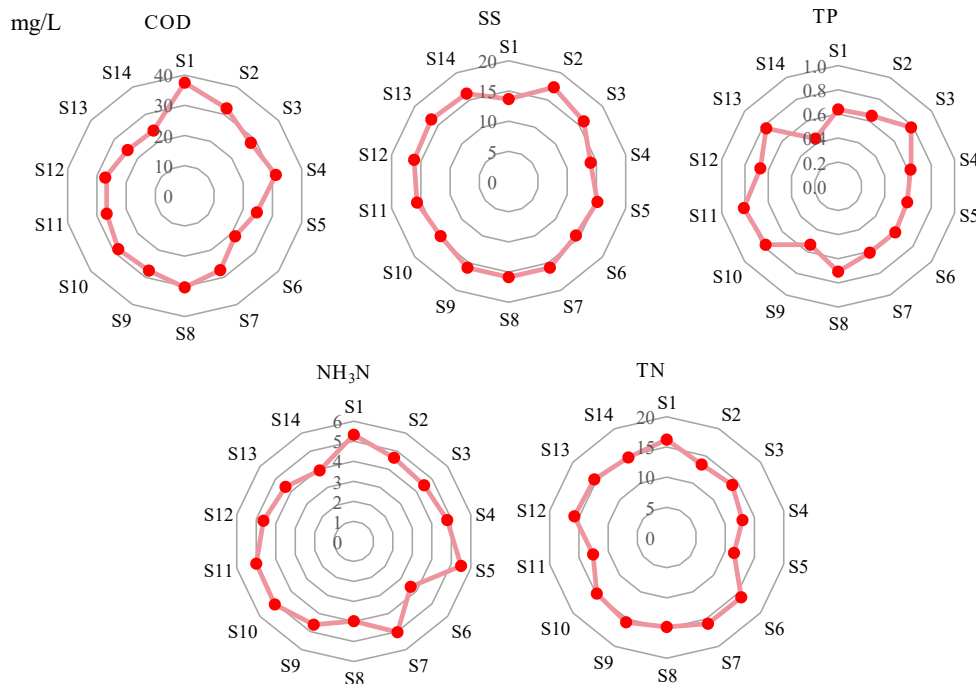 mg/L
COD
S1
S2
S3
S4
S5
S6
S7
S8
S9
S10
S11
S12
S13
S14
40
30
20
10
0
SS
S1
S2
S3
S4
S5
S6
S7
S8
S9
S10
S11
S12
S13
S14
20
15
10
5
0
TP
S1
S2
S3
S4
S5
S6
S7
S8
S9
S10
S11
S12
S13
S14
1.0
0.8
0.6
0.4
0.2
0.0
NH₃N
S1
S2
S3
S4
S5
S6
S7
S8
S9
S10
S11
S12
S13
S14
6
5
4
3
2
1
0
TN
S1
S2
S3
S4
S5
S6
S7
S8
S9
S10
S11
S12
S13
S14
20
15
10
5
0